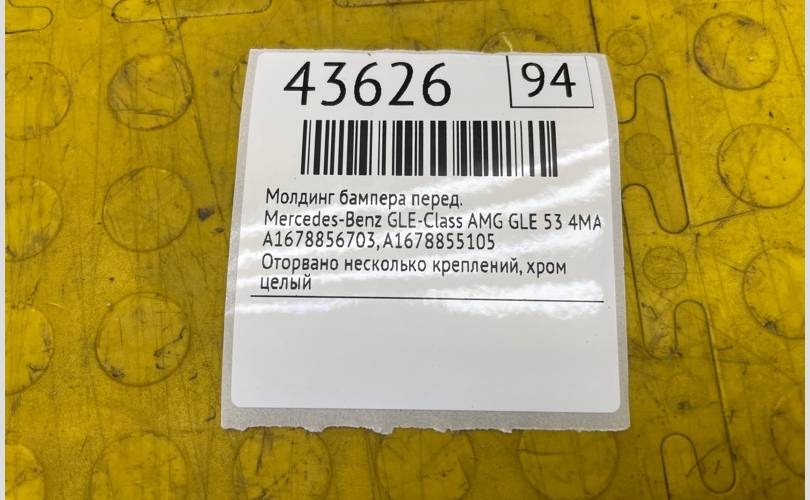 43626 94
Молдинг бампера перед.
Mercedes-Benz GLE-Class AMG GLE 53 4MA
A1678856703, A1678855105
Оторвано несколько креплений, хром
целый